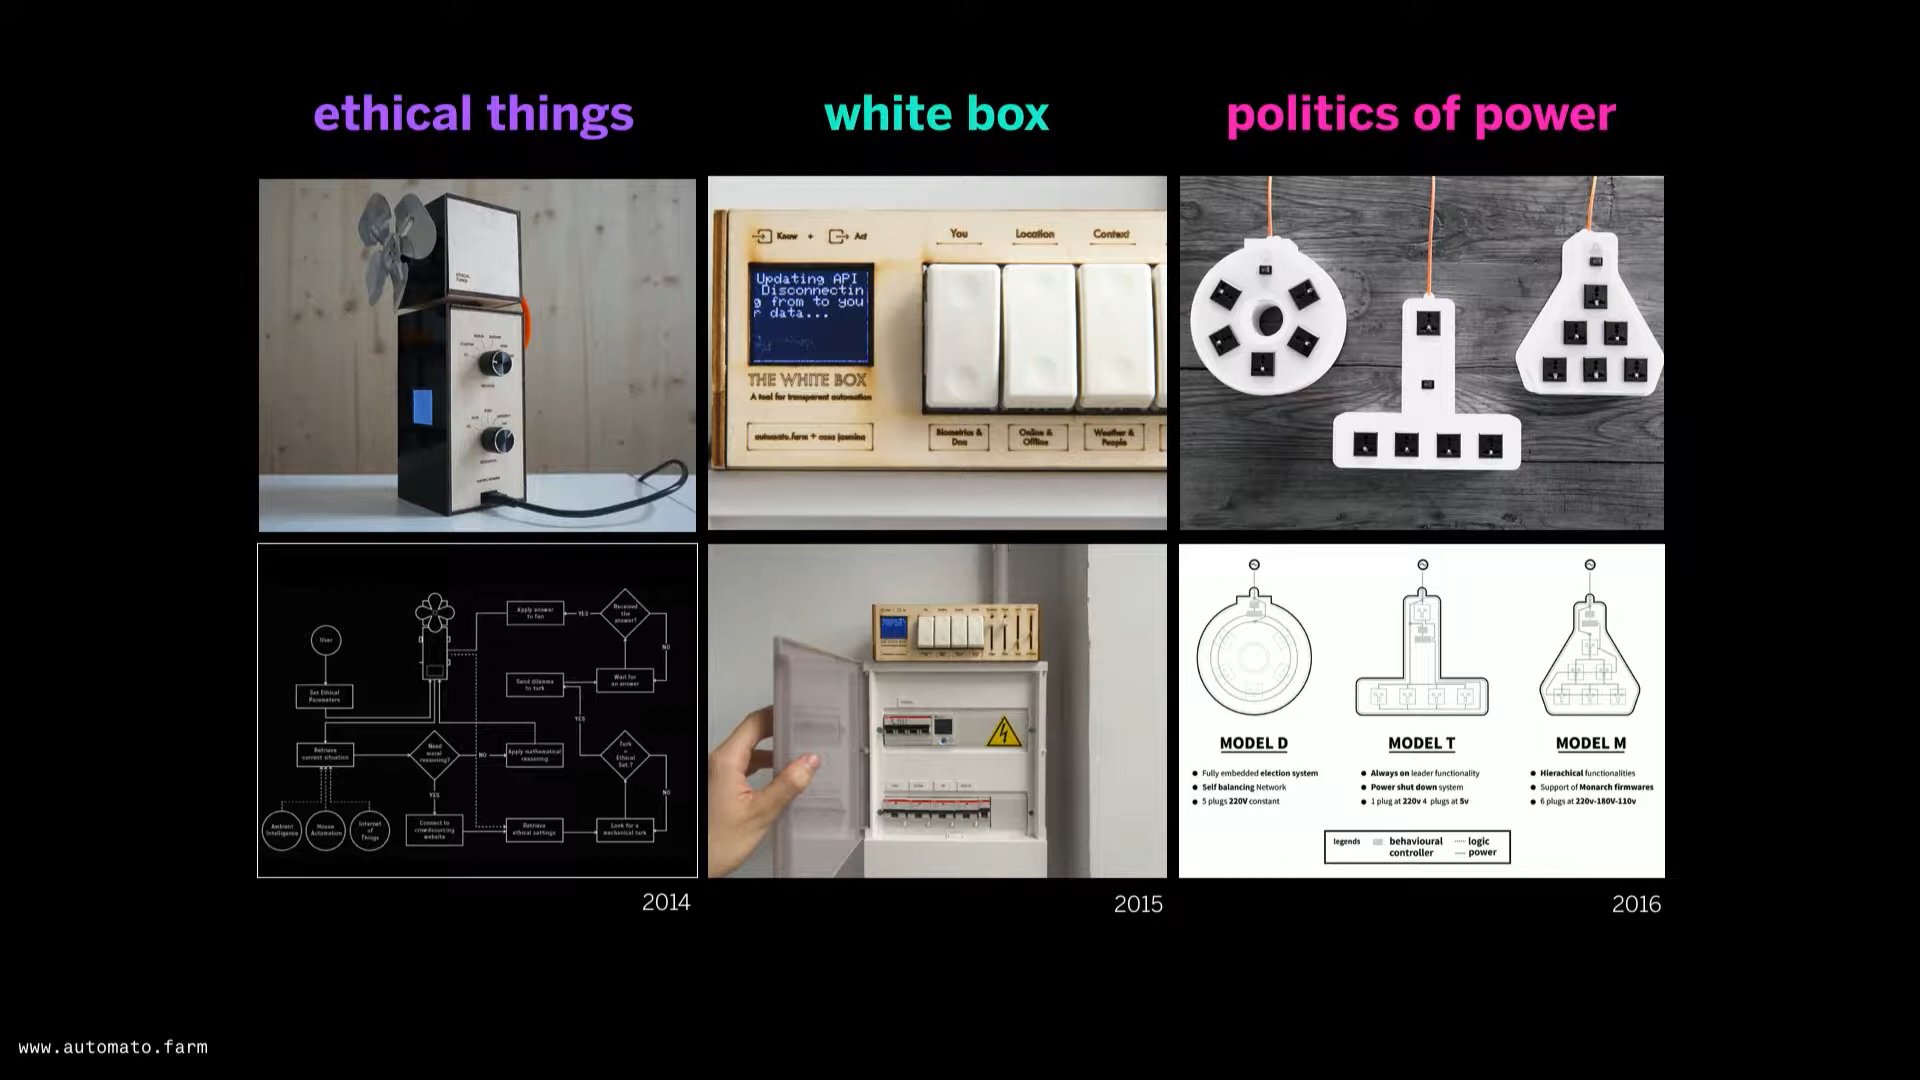 ethical things
white box
politics of power
Know + Act
You
Location
Context
Updating API
Disconnectin
g from to you
r data...
THE WHITE BOX
A tool for transparent automation
automato.farm +
Biometrics &
Dna
Online &
Offline
Weather &
People
User
Set Ethical
Parameters
Retrieve
current situation
Ambient
Intelligence
House
Automation
Internet
of
Things
Need
moral
reasoning?
NO
YES
Apply mathematical
reasoning
Connect to
crowdsourcing
website
Retrieve
ethical settings
Look for a
mechanical turk
Turk
=
Ethical
Set.?
NO
YES
Send dilemma
to turk
Wait for
an answer
Received
the
answer?
NO
YES
Apply answer
to fan
MODEL D
Fully embedded election system
Self balancing Network
5 plugs 220V constant
MODEL T
Always on leader functionality
Power shut down system
1 plug at 220v 4 plugs at 5v
MODEL M
Hierachical functionalities
Support of Monarch firmwares
6 plugs at 220v-180V-110v
legends
behavioural
controller
logic
power
2014
2015
2016
www.automato.farm